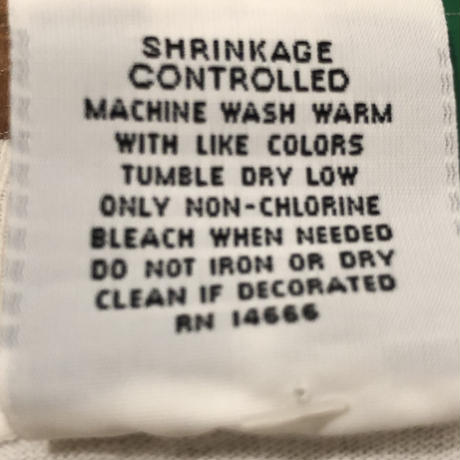 SHRINKAGE
CONTROLLED
MACHINE WASH WARM
WITH LIKE COLORS
TUMBLE DRY LOW
ONLY NON-CHLORINE
BLEACH WHEN NEEDED
DO NOT IRON OR DRY
CLEAN IF DECORATED
RN 14666